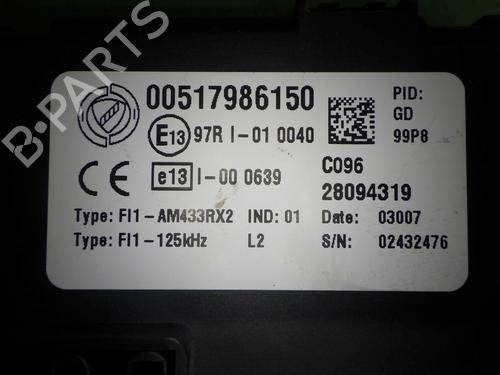 00517986150
PID:
GD
99P8
E13 97R I-01 0040
CE e13 I-00 0639
C096
28094319
Type: FI1-AM433RX2 IND: 01 Date: 03007
Type: FI1-125kHz L2 S/N: 02432476
B-PARTS